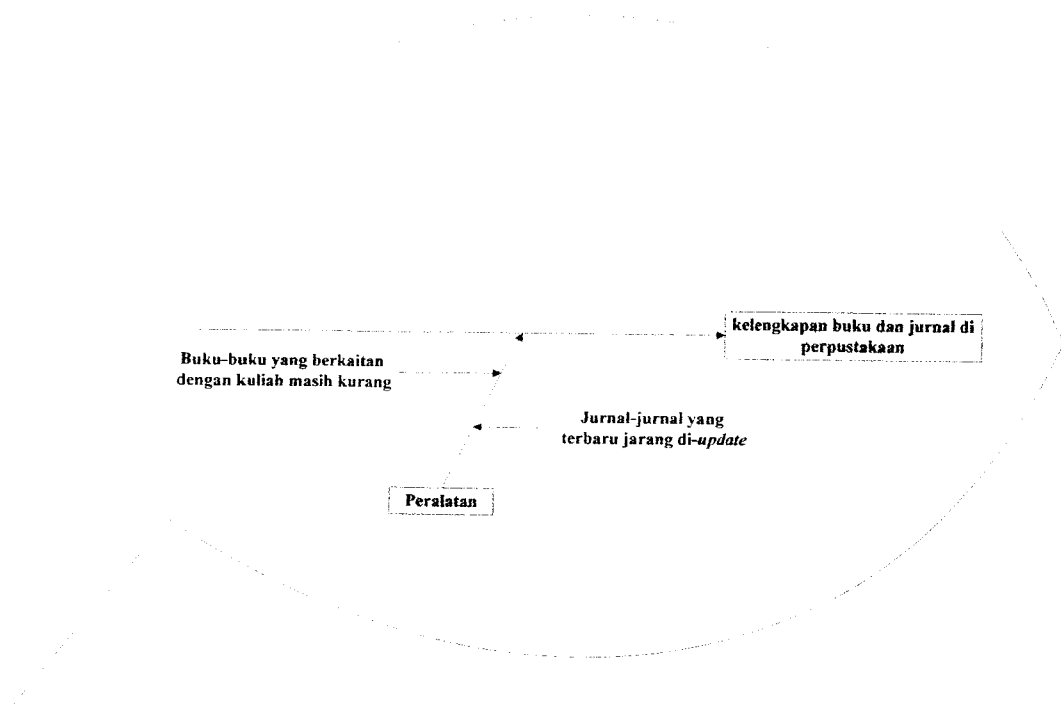 kelengkapan buku dan jurnal di
perpustakaan
Buku-buku yang berkaitan
dengan kuliah masih kurang
Jurnal-jurnal yang
terbaru jarang di-update
Peralatan